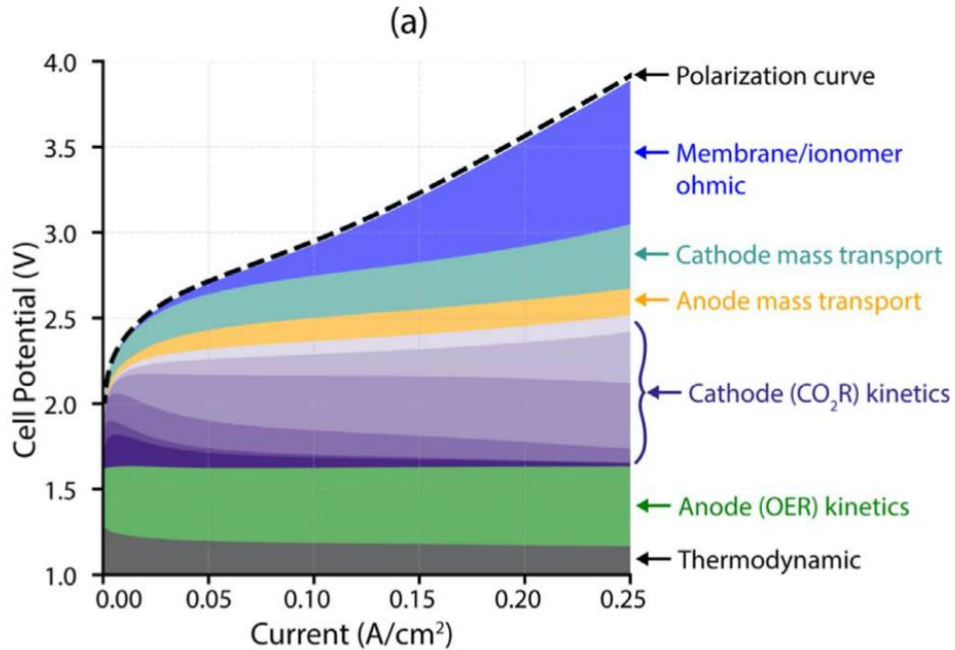 (a)
4.0
3.5
3.0
2.5
2.0
1.5
1.0
Cell Potential (V)
0.00 0.05 0.10 0.15 0.20 0.25
Current (A/cm²)
Polarization curve
Membrane/ionomer
ohmic
Cathode mass transport
Anode mass transport
Cathode (CO₂R) kinetics
Anode (OER) kinetics
Thermodynamic